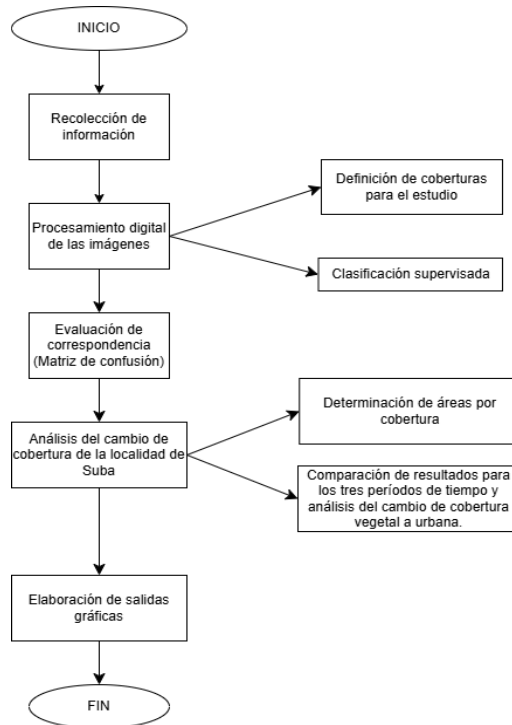 INICIO
Recolección de
información
Procesamiento digital
de las imágenes
Definición de coberturas
para el estudio
Clasificación supervisada
Evaluación de
correspondencia
(Matriz de confusión)
Análisis del cambio de
cobertura de la localidad de
Suba
Determinación de áreas por
cobertura
Comparación de resultados para
los tres períodos de tiempo y
análisis del cambio de cobertura
vegetal a urbana.
Elaboración de salidas
gráficas
FIN